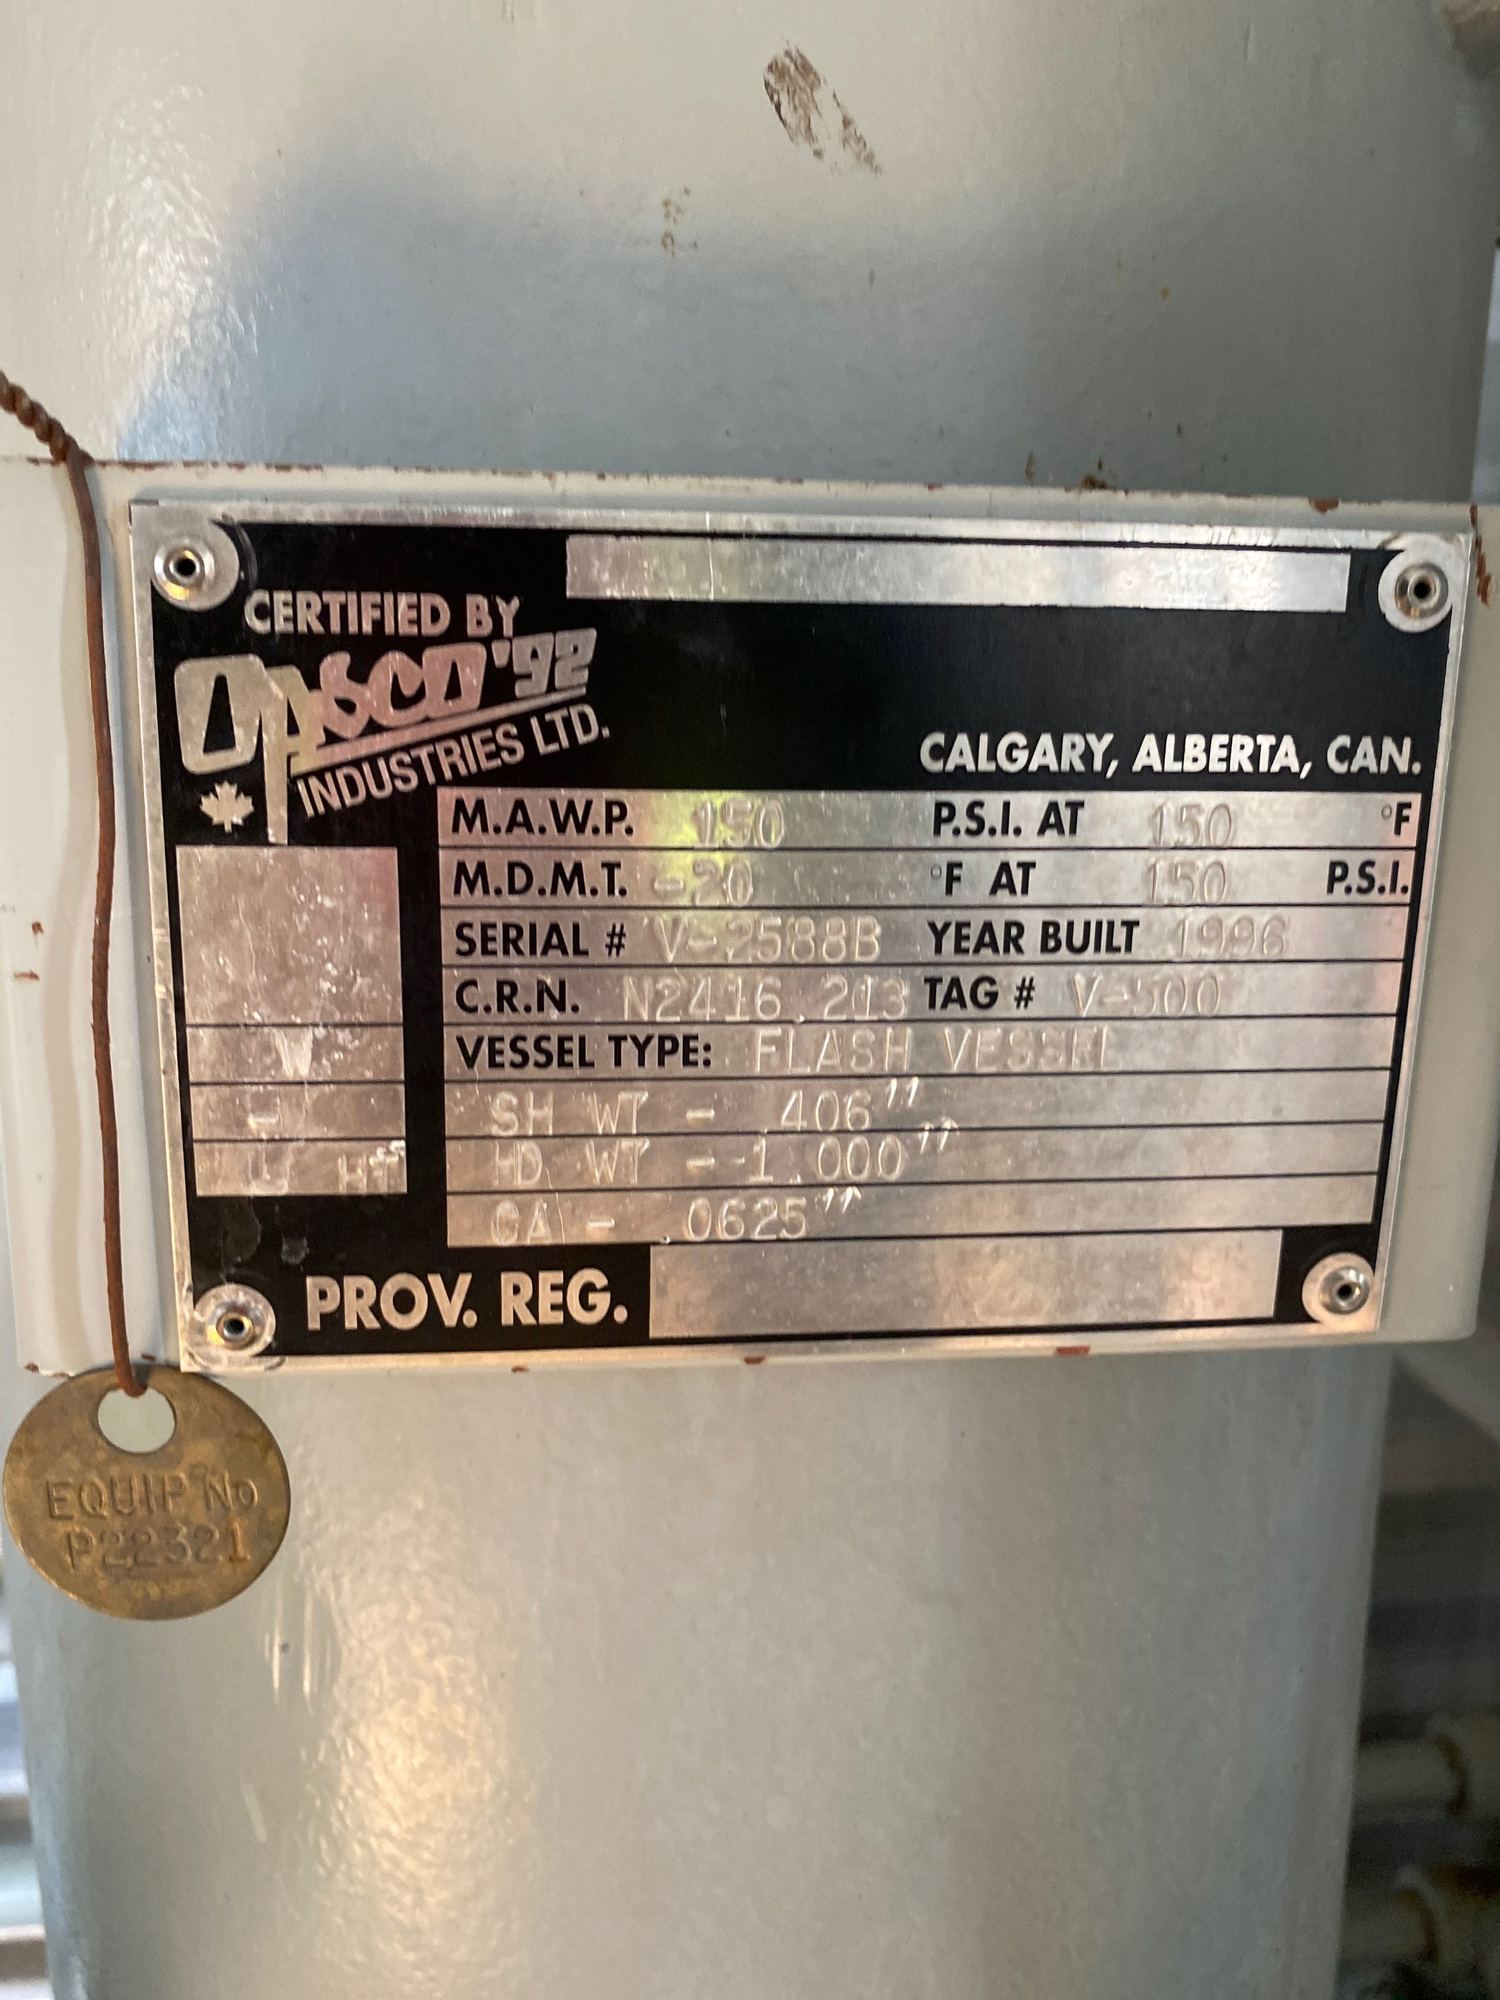 CERTIFIED BY
OPSCO '92
INDUSTRIES LTD.
CALGARY, ALBERTA, CAN.
M.A.W.P. 150 P.S.I. AT 150 °F
M.D.M.T. -20 °F AT 150 P.S.I.
SERIAL # V-2588B YEAR BUILT 1996
C.R.N. N2416.213 TAG # V-500
VESSEL TYPE: FLASH VESSEL
W
SH WT - .406"
-
HD WT - 1.000"
HT
CA - .0625"
PROV. REG.
EQUIP No
P22321